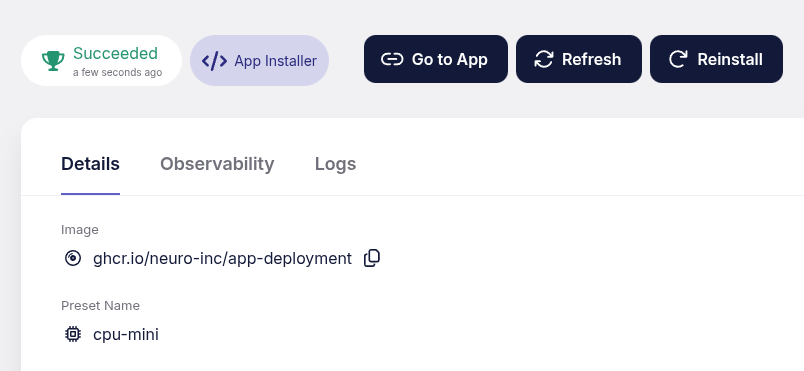 Succeeded
a few seconds ago
App Installer
Go to App
Refresh
Reinstall
Details
Observability
Logs
Image
ghcr.io/neuro-inc/app-deployment
Preset Name
cpu-mini